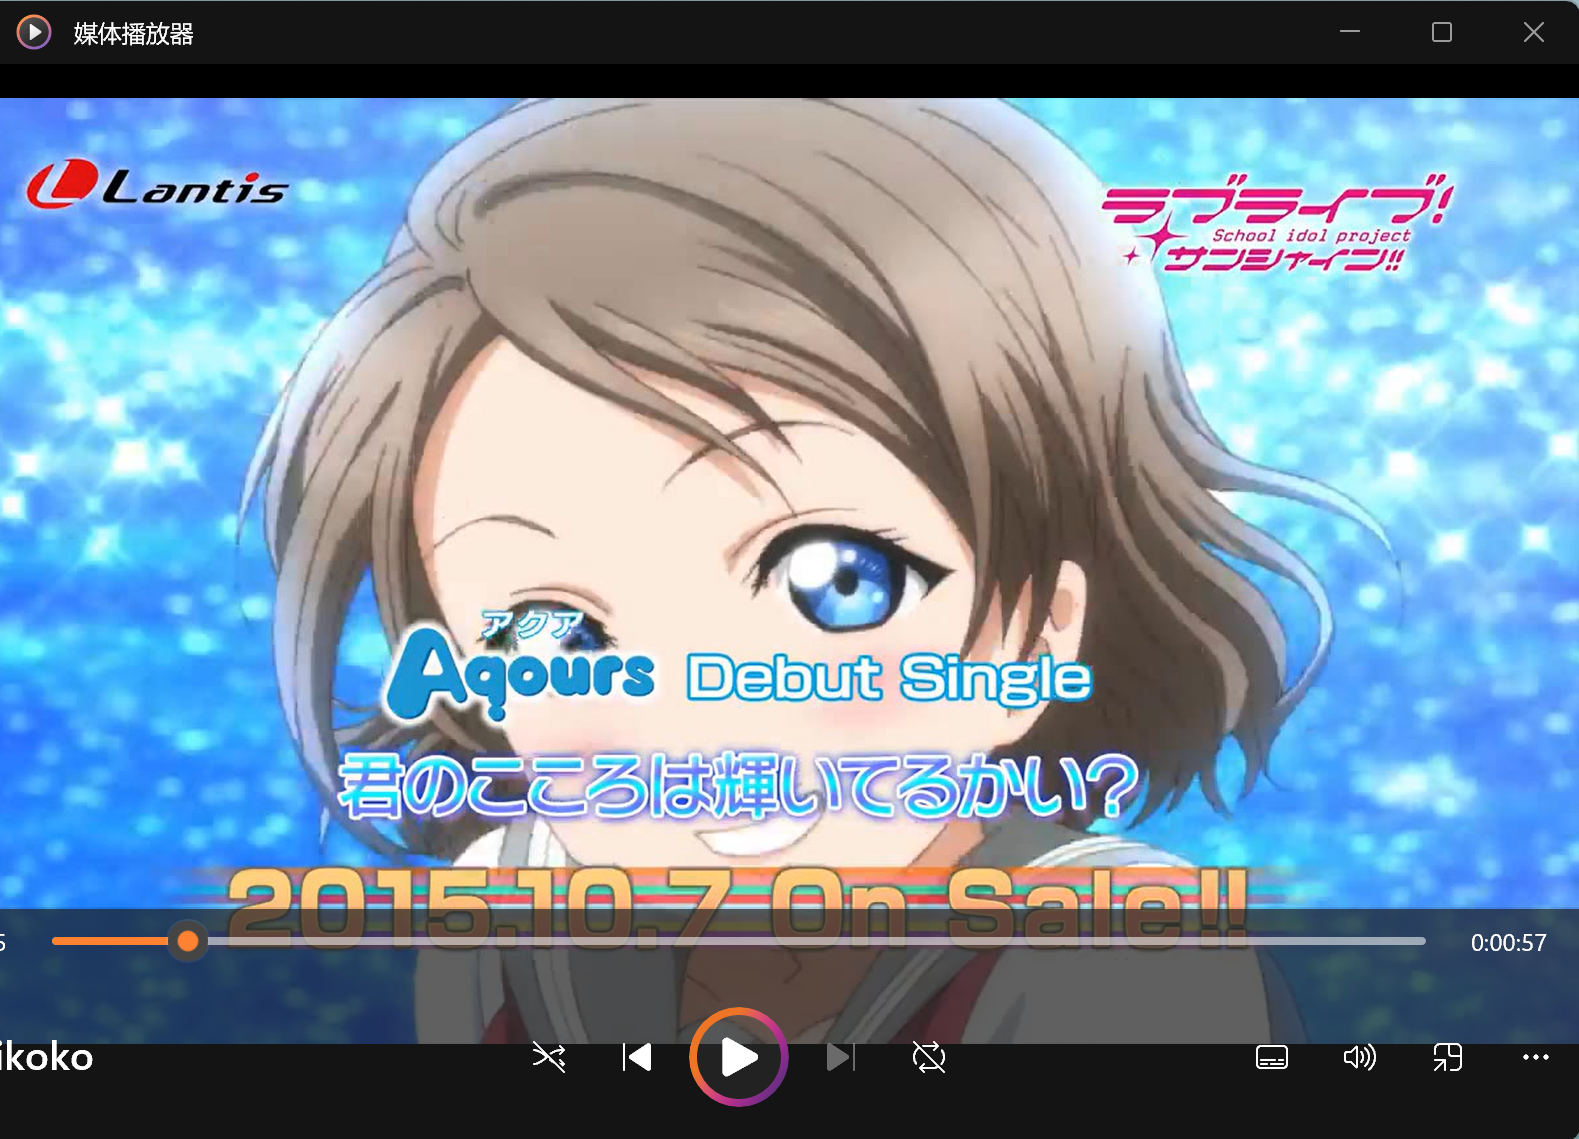 媒体播放器
Lantis
ラブライブ!
School idol project
サンシャイン!!
アクア
Aqours Debut Single
君のこころは輝いてるかい?
2015.10.7 On Sale!!
5
0:00:57
ikoko